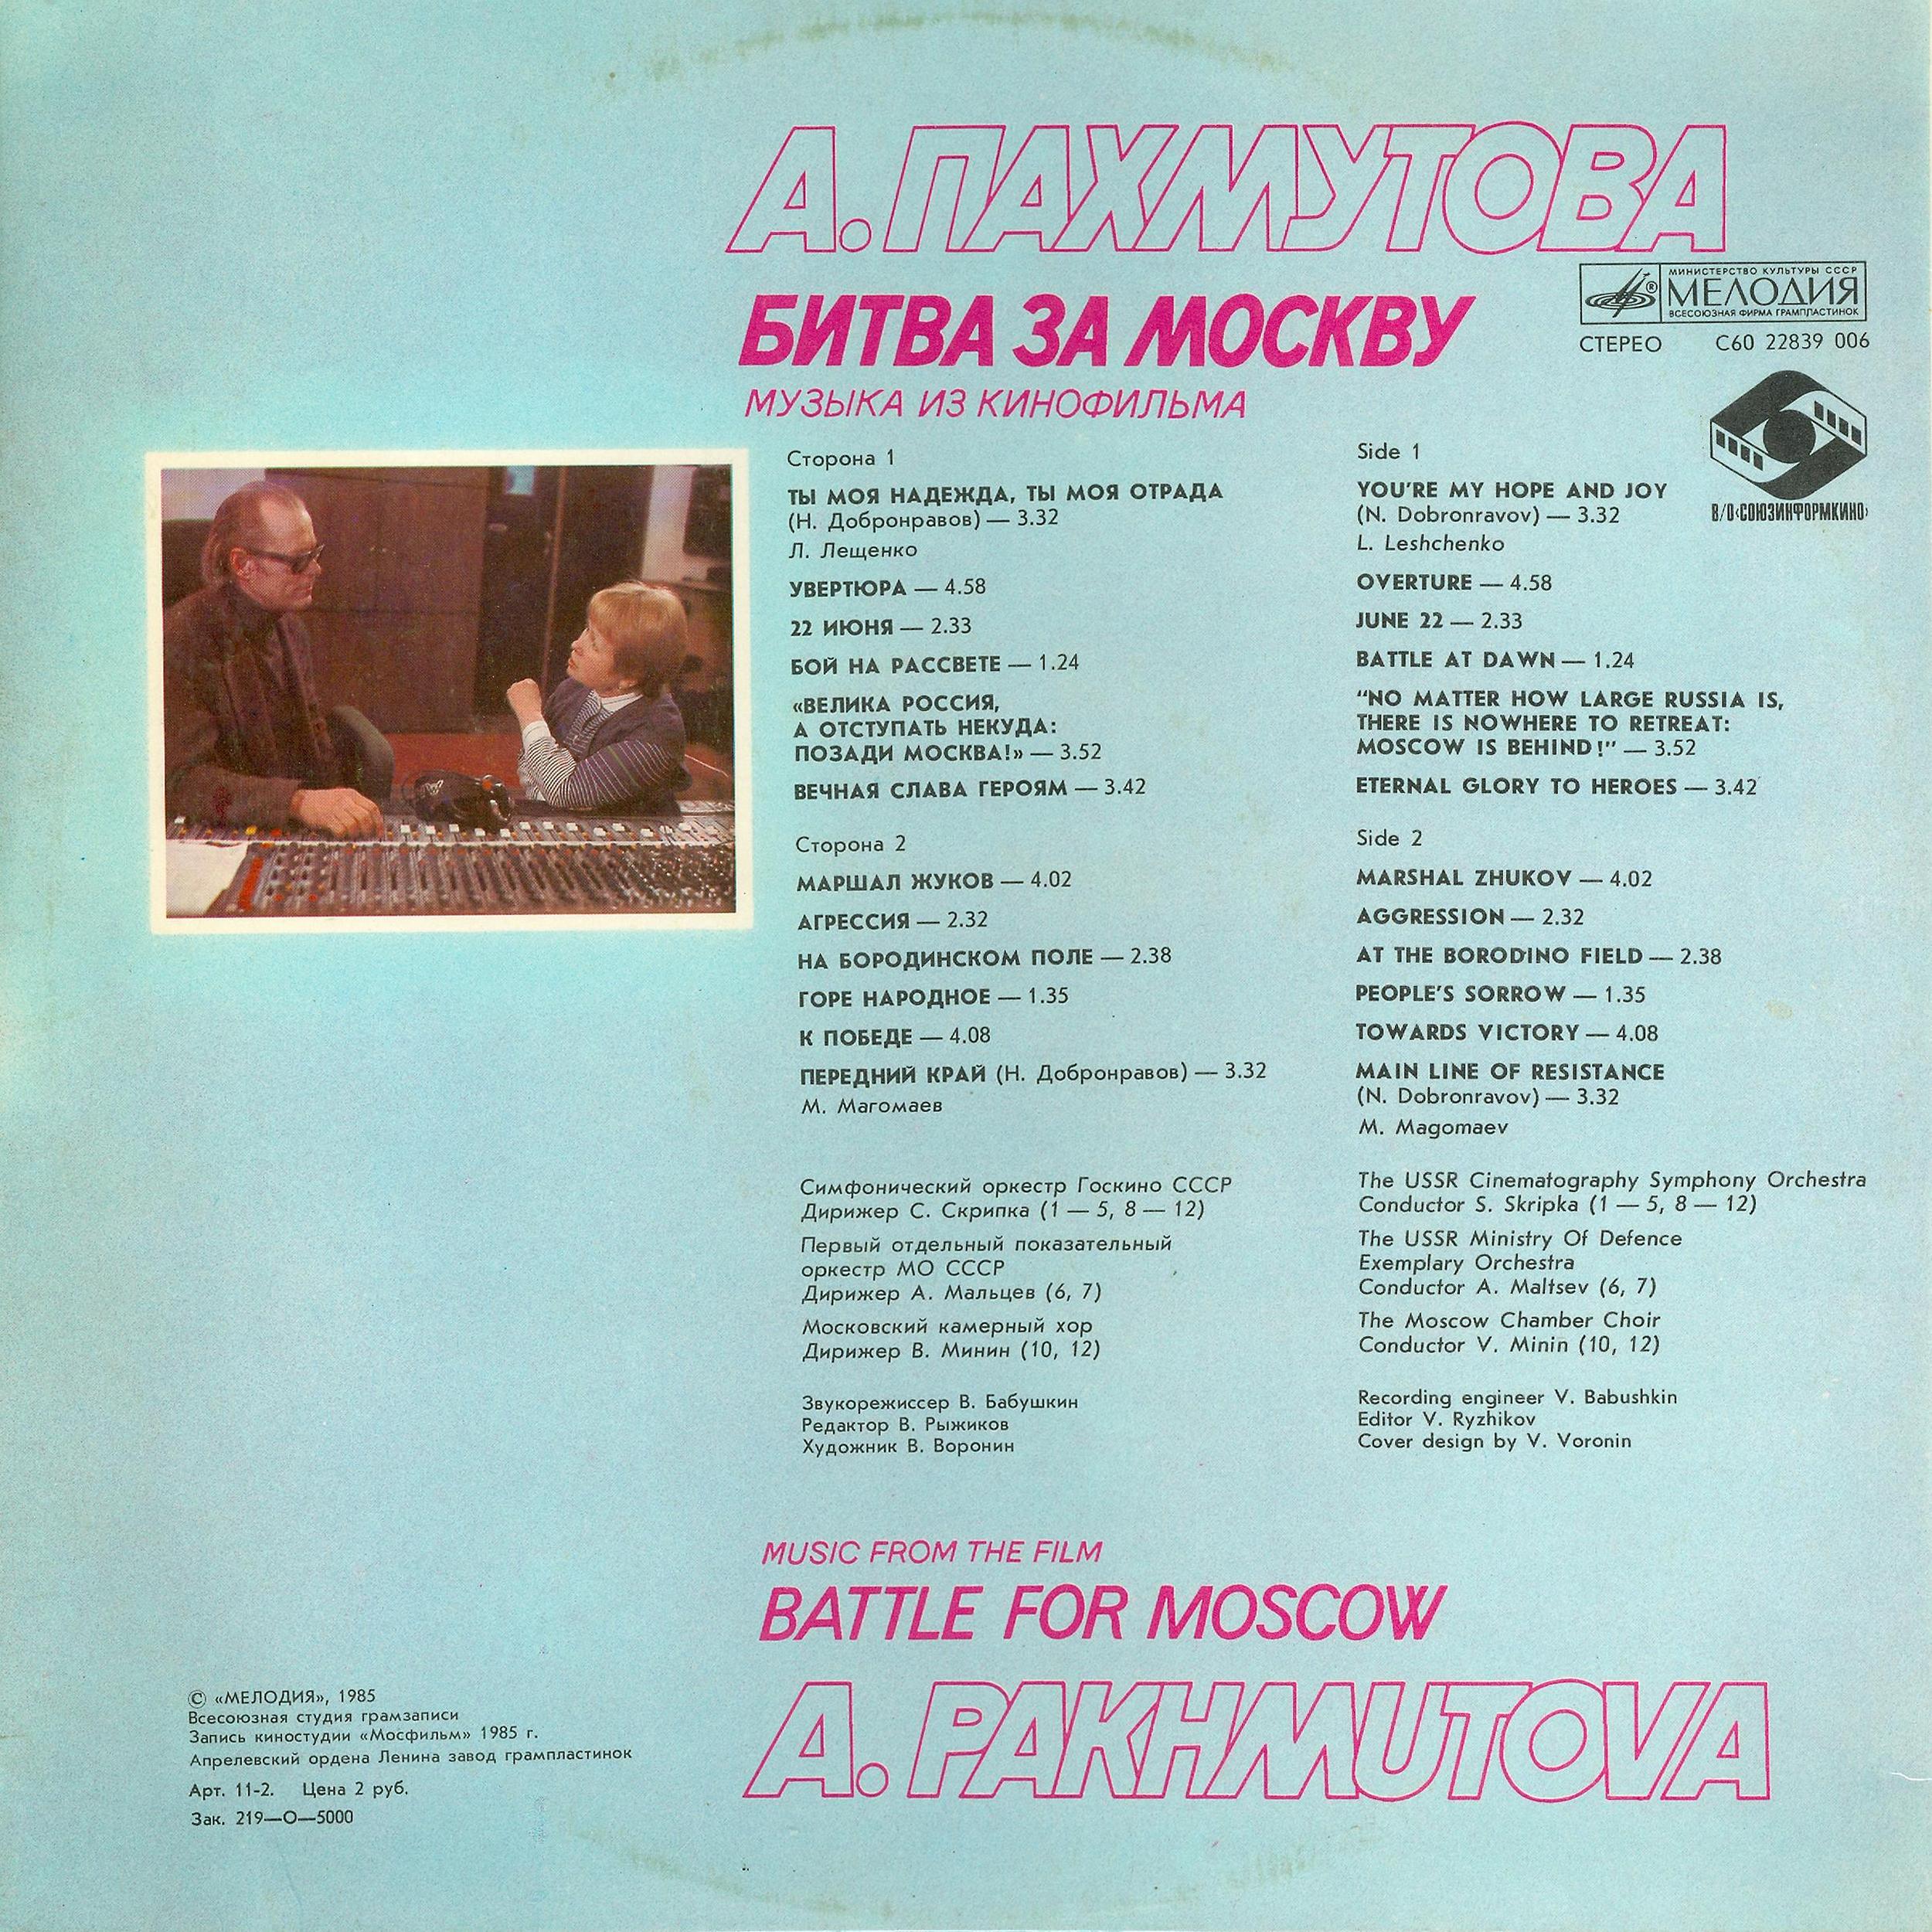 А. ПАХМУТОВА
БИТВА ЗА МОСКВУ
МУЗЫКА ИЗ КИНОФИЛЬМА
МИНИСТЕРСТВО КУЛЬТУРЫ СССР
МЕЛОДИЯ
ВСЕСОЮЗНАЯ ФИРМА ГРАМПЛАСТИНОК
СТЕРЕО С60 22839 006
В/О«СОЮЗИНФОРМКИНО»
Сторона 1
ТЫ МОЯ НАДЕЖДА, ТЫ МОЯ ОТРАДА
(Н. Добронравов) — 3.32
Л. Лещенко
УВЕРТЮРА — 4.58
22 ИЮНЯ — 2.33
БОЙ НА РАССВЕТЕ — 1.24
«ВЕЛИКА РОССИЯ,
А ОТСТУПАТЬ НЕКУДА:
ПОЗАДИ МОСКВА!» — 3.52
ВЕЧНАЯ СЛАВА ГЕРОЯМ — 3.42
Сторона 2
МАРШАЛ ЖУКОВ — 4.02
АГРЕССИЯ — 2.32
НА БОРОДИНСКОМ ПОЛЕ — 2.38
ГОРЕ НАРОДНОЕ — 1.35
К ПОБЕДЕ — 4.08
ПЕРЕДНИЙ КРАЙ (Н. Добронравов) — 3.32
М. Магомаев
Симфонический оркестр Госкино СССР
Дирижер С. Скрипка (1 — 5, 8 — 12)
Первый отдельный показательный
оркестр МО СССР
Дирижер А. Мальцев (6, 7)
Московский камерный хор
Дирижер В. Минин (10, 12)
Звукорежиссер В. Бабушкин
Редактор В. Рыжиков
Художник В. Воронин
Side 1
YOU'RE MY HOPE AND JOY
(N. Dobronravov) — 3.32
L. Leshchenko
OVERTURE — 4.58
JUNE 22 — 2.33
BATTLE AT DAWN — 1.24
“NO MATTER HOW LARGE RUSSIA IS,
THERE IS NOWHERE TO RETREAT:
MOSCOW IS BEHIND!” — 3.52
ETERNAL GLORY TO HEROES — 3.42
Side 2
MARSHAL ZHUKOV — 4.02
AGGRESSION — 2.32
AT THE BORODINO FIELD — 2.38
PEOPLE'S SORROW — 1.35
TOWARDS VICTORY — 4.08
MAIN LINE OF RESISTANCE
(N. Dobronravov) — 3.32
M. Magomaev
The USSR Cinematography Symphony Orchestra
Conductor S. Skripka (1 — 5, 8 — 12)
The USSR Ministry Of Defence
Exemplary Orchestra
Conductor A. Maltsev (6, 7)
The Moscow Chamber Choir
Conductor V. Minin (10, 12)
Recording engineer V. Babushkin
Editor V. Ryzhikov
Cover design by V. Voronin
MUSIC FROM THE FILM
BATTLE FOR MOSCOW
A. PAKHMUTOVA
© «МЕЛОДИЯ», 1985
Всесоюзная студия грамзаписи
Запись киностудии «Мосфильм» 1985 г.
Апрелевский ордена Ленина завод грампластинок
Арт. 11-2. Цена 2 руб.
Зак. 219—О—5000